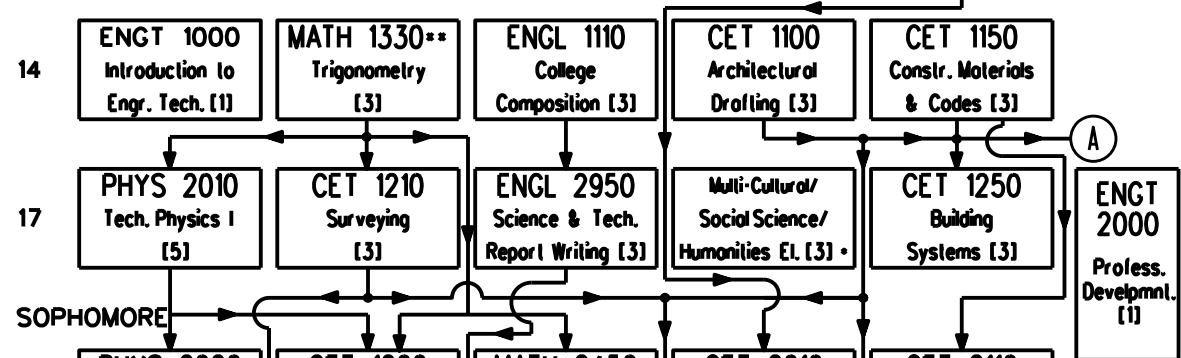 14
ENGT 1000
Introduction to
Engr. Tech. [1]
MATH 1330**
Trigonometry
[3]
ENGL 1110
College
Composition [3]
CET 1100
Architectural
Drafting [3]
CET 1150
Constr. Materials
& Codes [3]
A
17
PHYS 2010
Tech. Physics I
[5]
CET 1210
Surveying
[3]
ENGL 2950
Science & Tech.
Report Writing [3]
Multi-Cultural/
Social Science/
Humanities El. [3] *
CET 1250
Building
Systems [3]
ENGT
2000
Profess.
Develpmnt.
[1]
SOPHOMORE